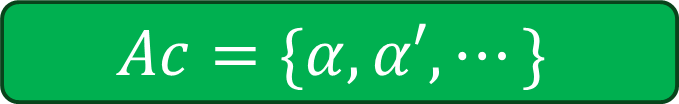 𝐴𝑐 = {𝛼, 𝛼′, ⋯ }